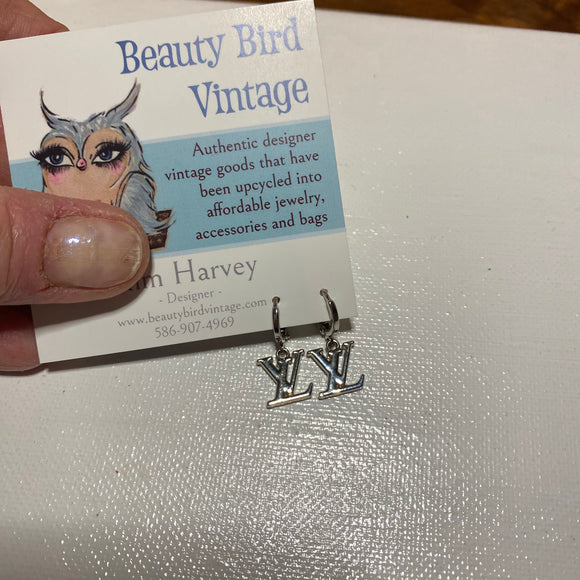 Beauty Bird
Vintage
Authentic designer
vintage goods that have
been upcycled into
affordable jewelry,
accessories and bags
Harvey
- Designer -
www.beautybirdvintage.com
586-907-4969
LV LV